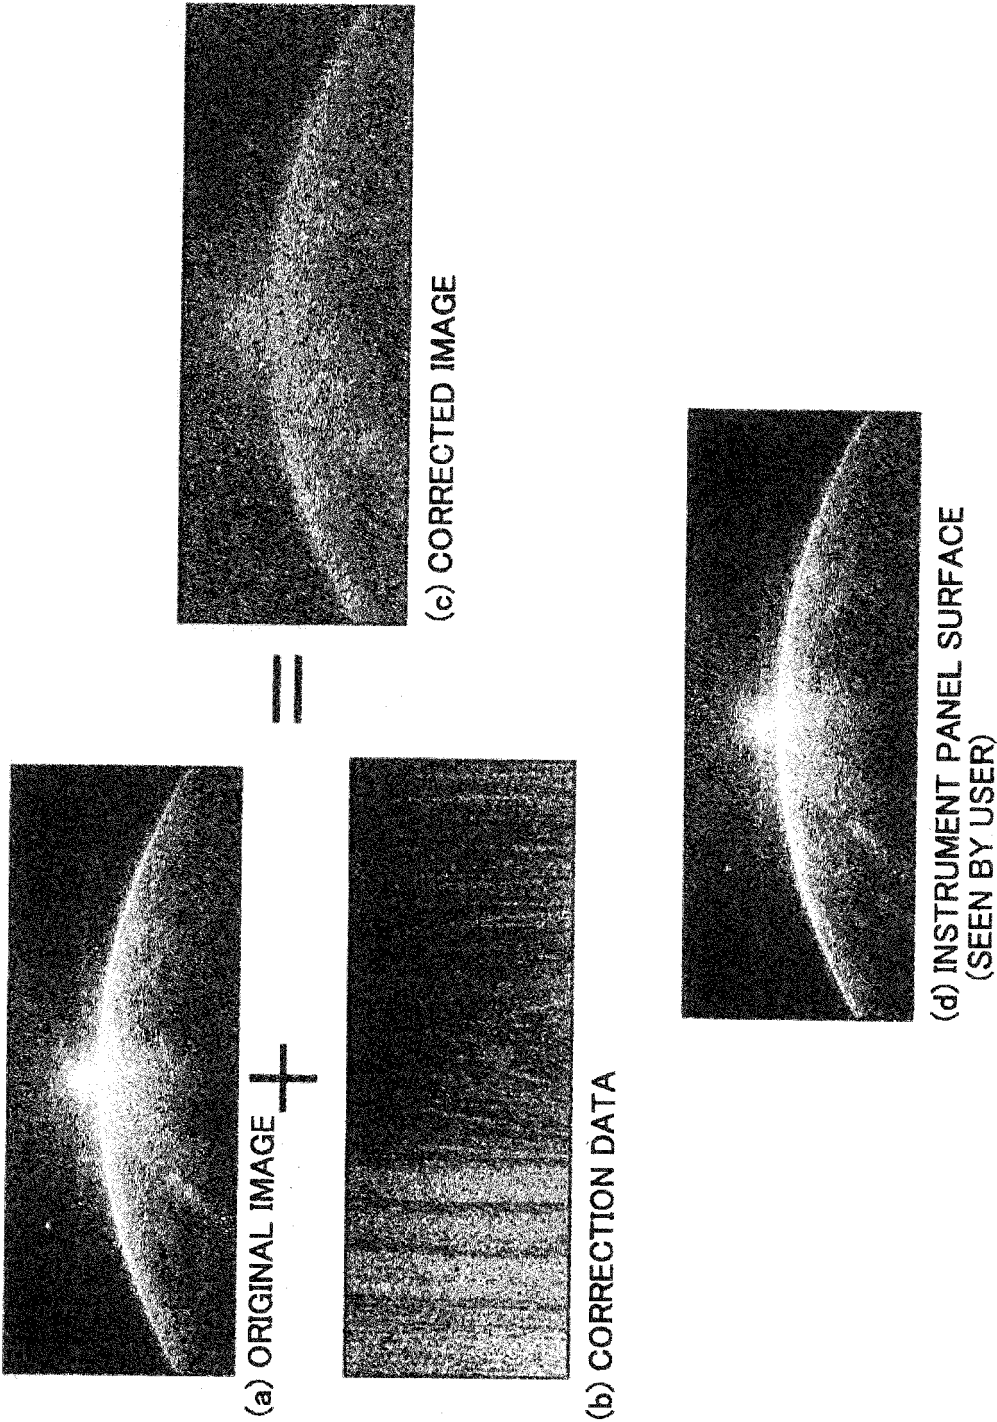 (a) ORIGINAL IMAGE
+
(b) CORRECTION DATA
=
(c) CORRECTED IMAGE
(d) INSTRUMENT PANEL SURFACE
(SEEN BY USER)